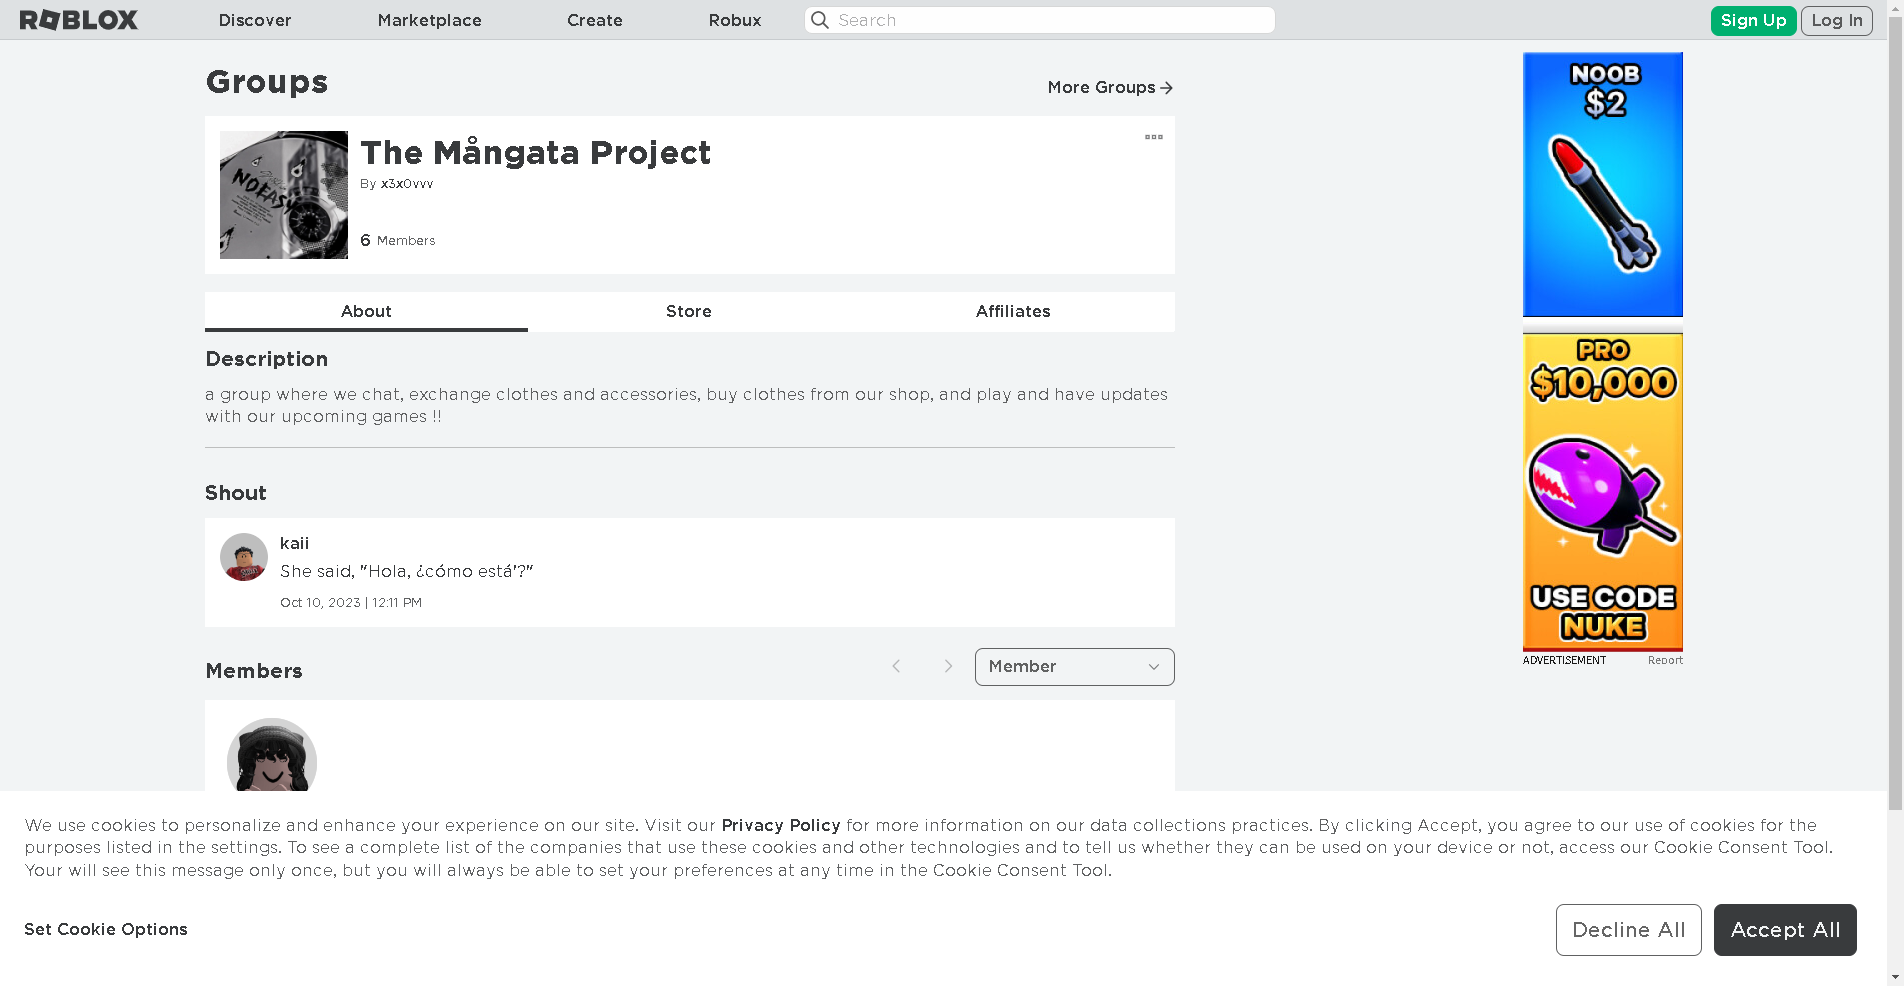 ROBLOX
Discover
Marketplace
Create
Robux
Search
Sign Up
Log In
Groups
More Groups
NOEASY
The Mångata Project
By x3x0vvv
6 Members
About
Store
Affiliates
Description
a group where we chat, exchange clothes and accessories, buy clothes from our shop, and play and have updates
with our upcoming games !!
Shout
kaii
She said, "Hola, ¿cómo está'?"
Oct 10, 2023 | 12:11 PM
Members
Member
NOOB
$2
PRO
$10,000
USE CODE
NUKE
ADVERTISEMENT
Report
We use cookies to personalize and enhance your experience on our site. Visit our Privacy Policy for more information on our data collections practices. By clicking Accept, you agree to our use of cookies for the
purposes listed in the settings. To see a complete list of the companies that use these cookies and other technologies and to tell us whether they can be used on your device or not, access our Cookie Consent Tool.
Your will see this message only once, but you will always be able to set your preferences at any time in the Cookie Consent Tool.
Set Cookie Options
Decline All
Accept All